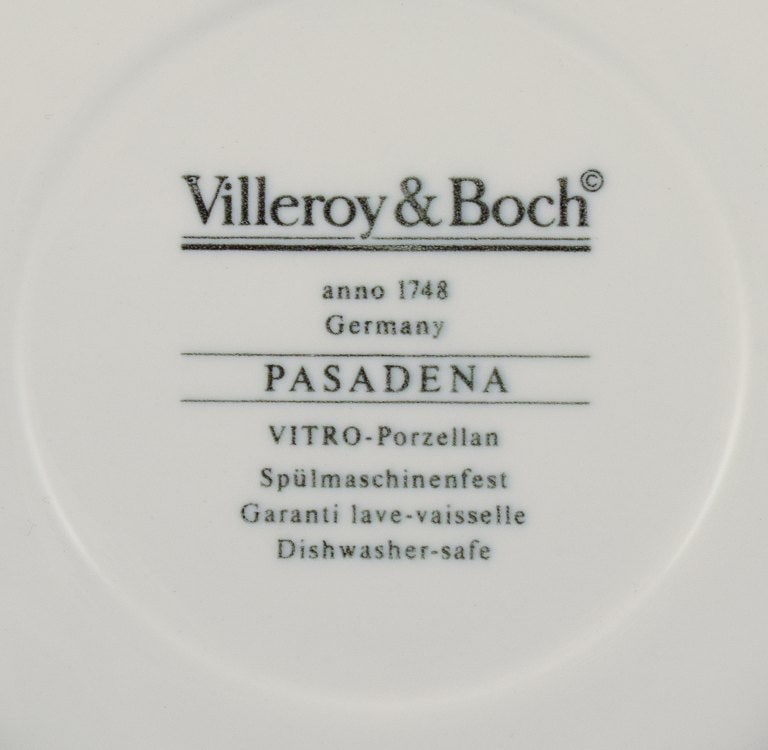 Villeroy & Boch©
anno 1748
Germany
PASADENA
VITRO-Porzellan
Spülmaschinenfest
Garanti lave-vaisselle
Dishwasher-safe